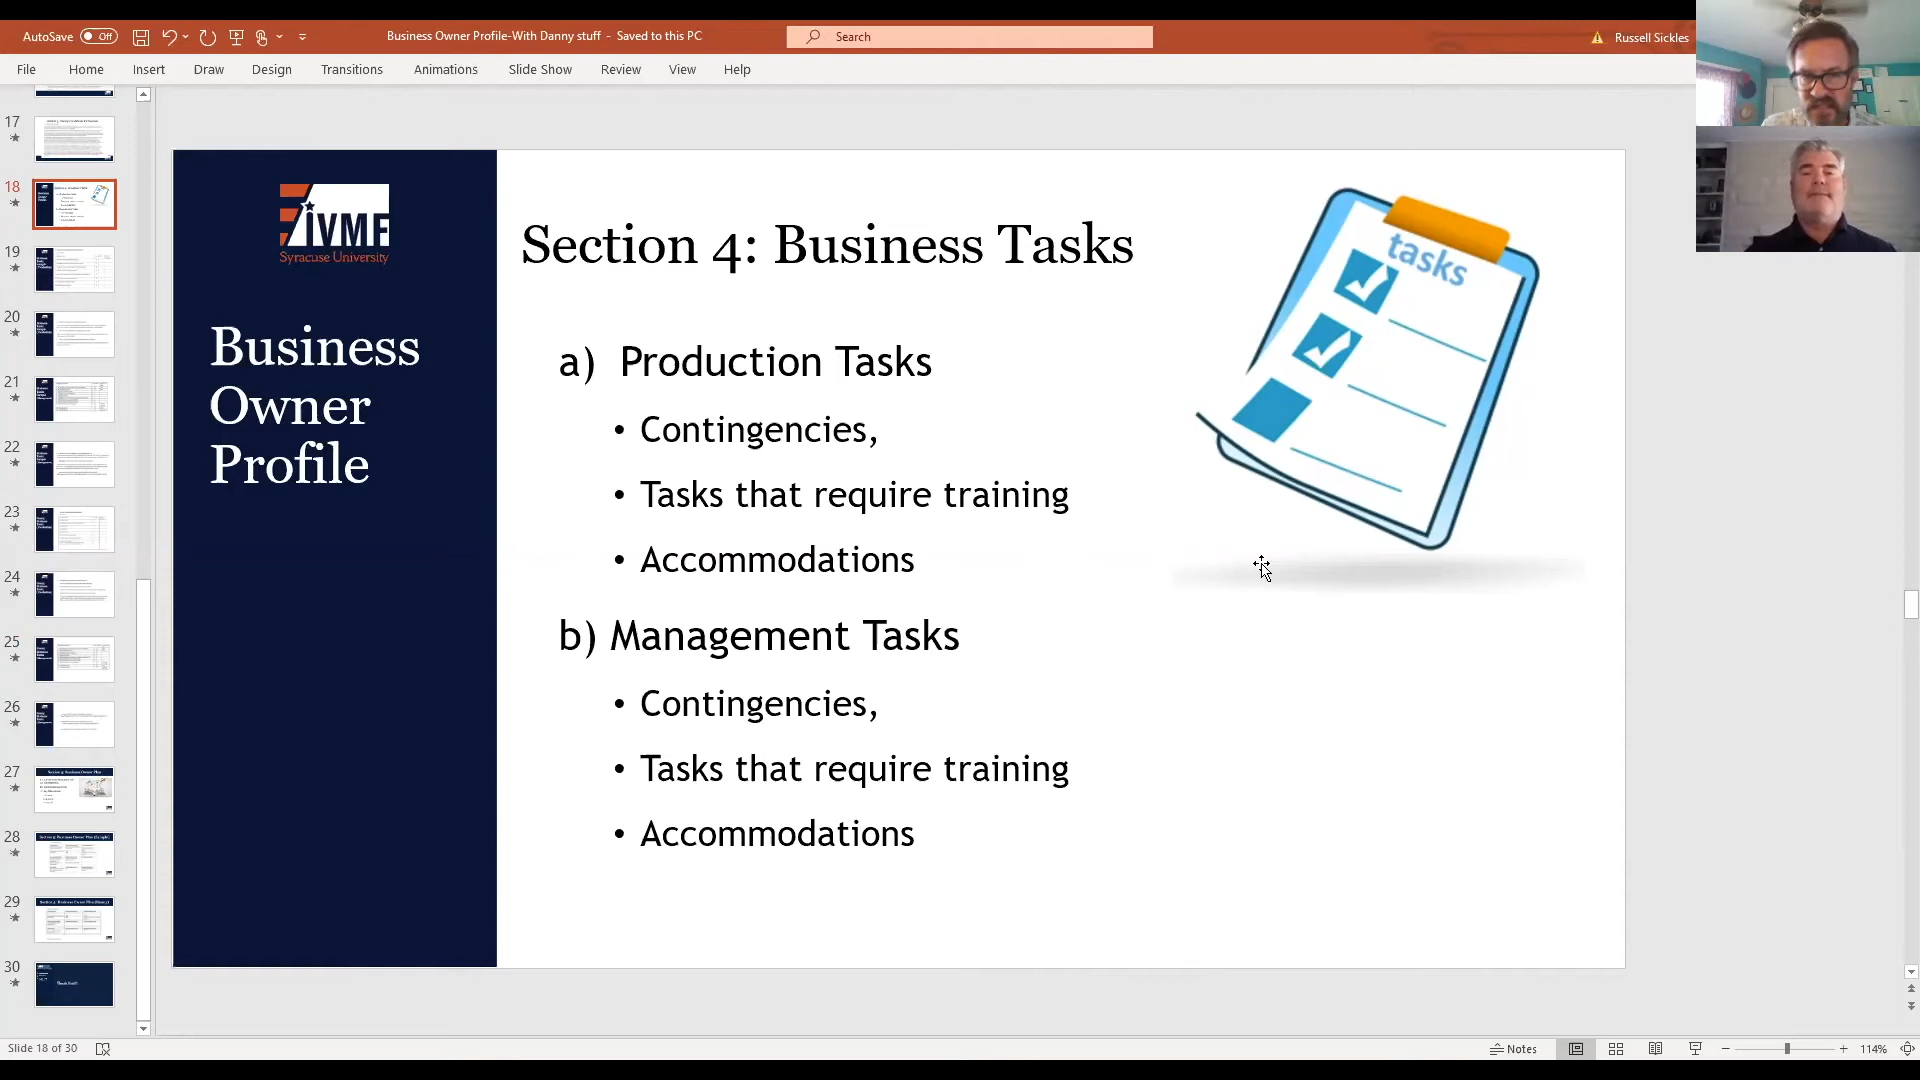 AutoSave Off
Business Owner Profile-With Danny stuff - Saved to this PC
Search
Russell Sickles
File Home Insert Draw Design Transitions Animations Slide Show Review View Help
17
18
19
20
21
22
23
24
25
26
27
28
29
30
IVMF
Syracuse University
Business
Owner
Profile
Section 4: Business Tasks
tasks
a) Production Tasks
• Contingencies,
• Tasks that require training
• Accommodations
b) Management Tasks
• Contingencies,
• Tasks that require training
• Accommodations
Slide 18 of 30
Notes
114%